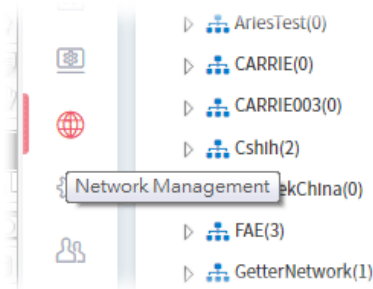 AriesTest(0)
CARRIE(0)
CARRIE003(0)
Cshih(2)
Network Management
ekChina(0)
FAE(3)
GetterNetwork(1)